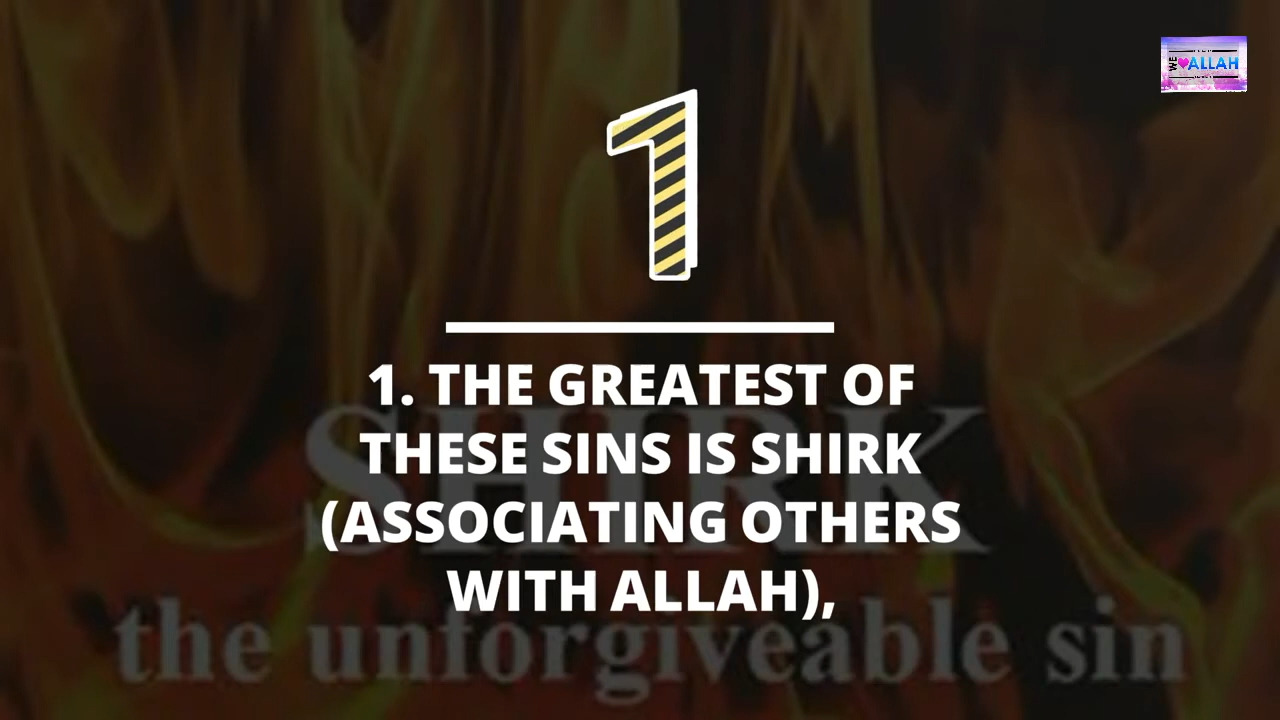 WE ALLAH
1
1. THE GREATEST OF
THESE SINS IS SHIRK
(ASSOCIATING OTHERS
WITH ALLAH),
SHIRK
the unforgiveable sin